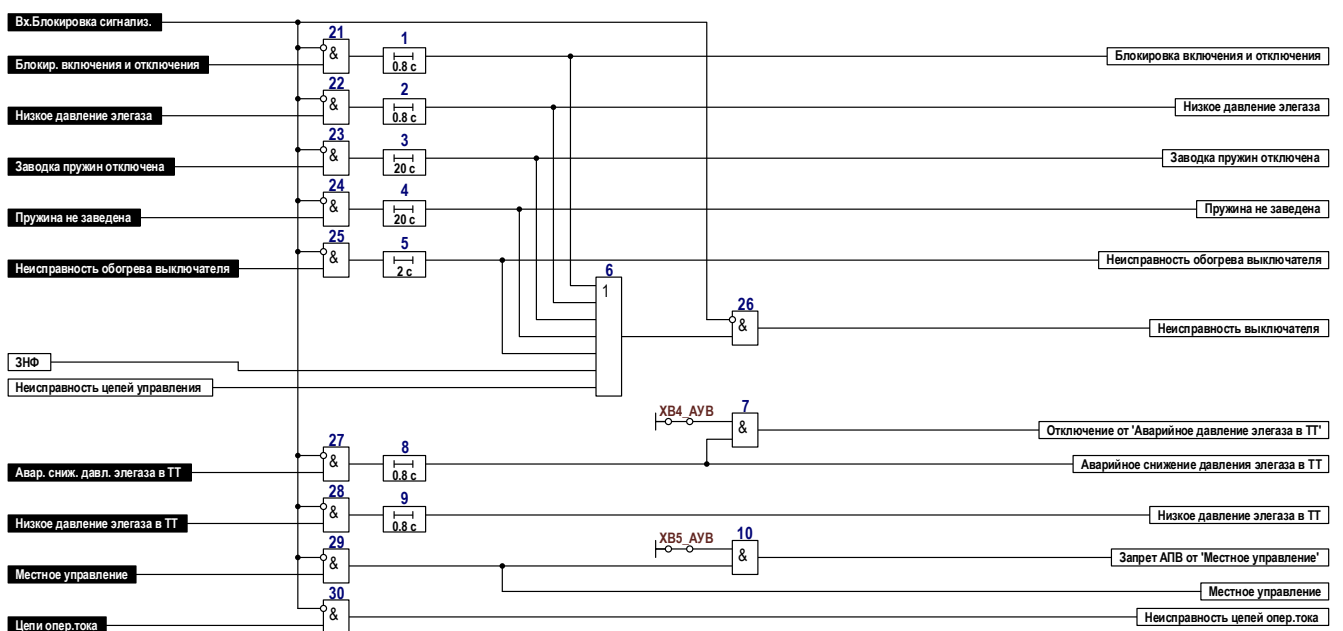 Вх.Блокировка сигнализ.
21
1
&
0.8 с
Блокировка включения и отключения
Блокир. включения и отключения
22
2
&
0.8 с
Низкое давление элегаза
Низкое давление элегаза
23
3
&
20 с
Заводка пружин отключена
Заводка пружин отключена
24
4
&
20 с
Пружина не заведена
Пружина не заведена
25
5
&
2 с
Неисправность обогрева выключателя
Неисправность обогрева выключателя
6
1
26
&
Неисправность выключателя
ЗНФ
Неисправность цепей управления
ХВ4_АУВ
7
&
Отключение от 'Аварийное давление элегаза в ТТ'
27
8
&
0.8 с
Аварийное снижение давления элегаза в ТТ
Авар. сниж. давл. элегаза в ТТ
28
9
&
0.8 с
Низкое давление элегаза в ТТ
Низкое давление элегаза в ТТ
29
ХВ5_АУВ
10
&
&
Запрет АПВ от 'Местное управление'
Местное управление
Местное управление
30
&
Неисправность цепей опер.тока
Цепи опер.тока